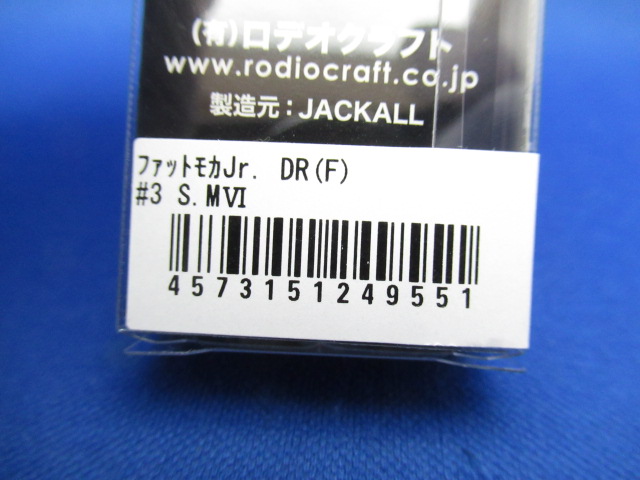 (有)ロデオクラフト
www.rodiocraft.co.jp
製造元：JACKALL
ﾌｧｯﾄﾓｶJr. DR(F)
#3 S.MⅥ
4573151249551